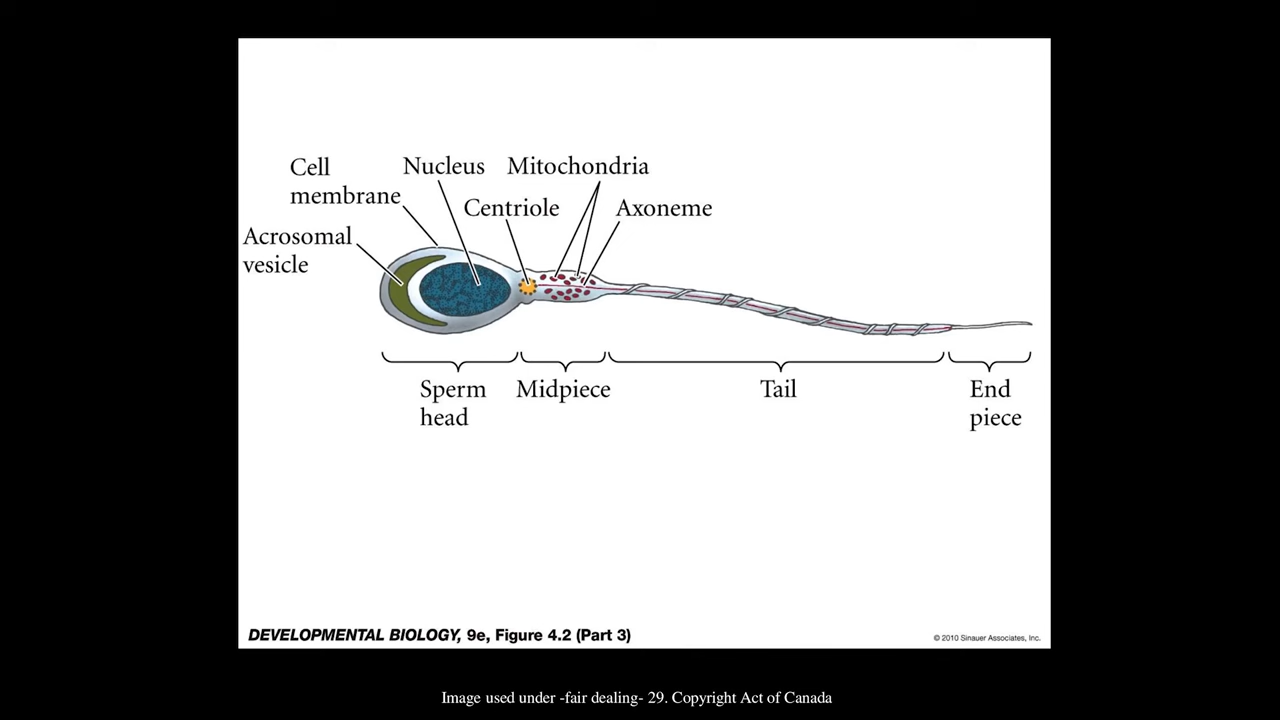 Cell
membrane
Nucleus
Mitochondria
Centriole
Axoneme
Acrosomal
vesicle
Sperm
head
Midpiece
Tail
End
piece
DEVELOPMENTAL BIOLOGY, 9e, Figure 4.2 (Part 3)
© 2010 Sinauer Associates, Inc.
Image used under -fair dealing- 29. Copyright Act of Canada